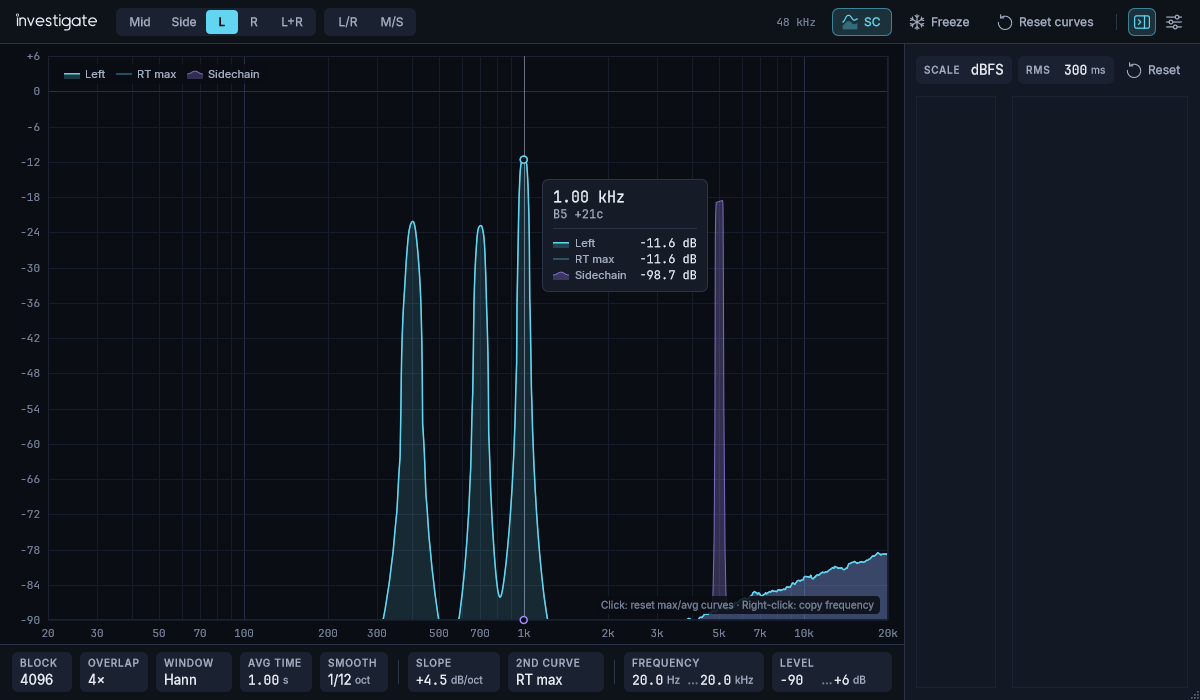 investigate Mid Side L R L+R L/R M/S 48 kHz SC Freeze Reset curves
SCALE dBFS RMS 300 ms Reset
Left RT max Sidechain
+6
0
-6
-12
-18
-24
-30
-36
-42
-48
-54
-60
-66
-72
-78
-84
-90
1.00 kHz
B5 +21c
Left -11.6 dB
RT max -11.6 dB
Sidechain -98.7 dB
Click: reset max/avg curves · Right-click: copy frequency
20 30 50 70 100 200 300 500 700 1k 2k 3k 5k 7k 10k 20k
BLOCK OVERLAP WINDOW AVG TIME SMOOTH SLOPE 2ND CURVE FREQUENCY LEVEL
4096 4× Hann 1.00 s 1/12 oct +4.5 dB/oct RT max 20.0 Hz ...20.0 kHz -90 ...+6 dB